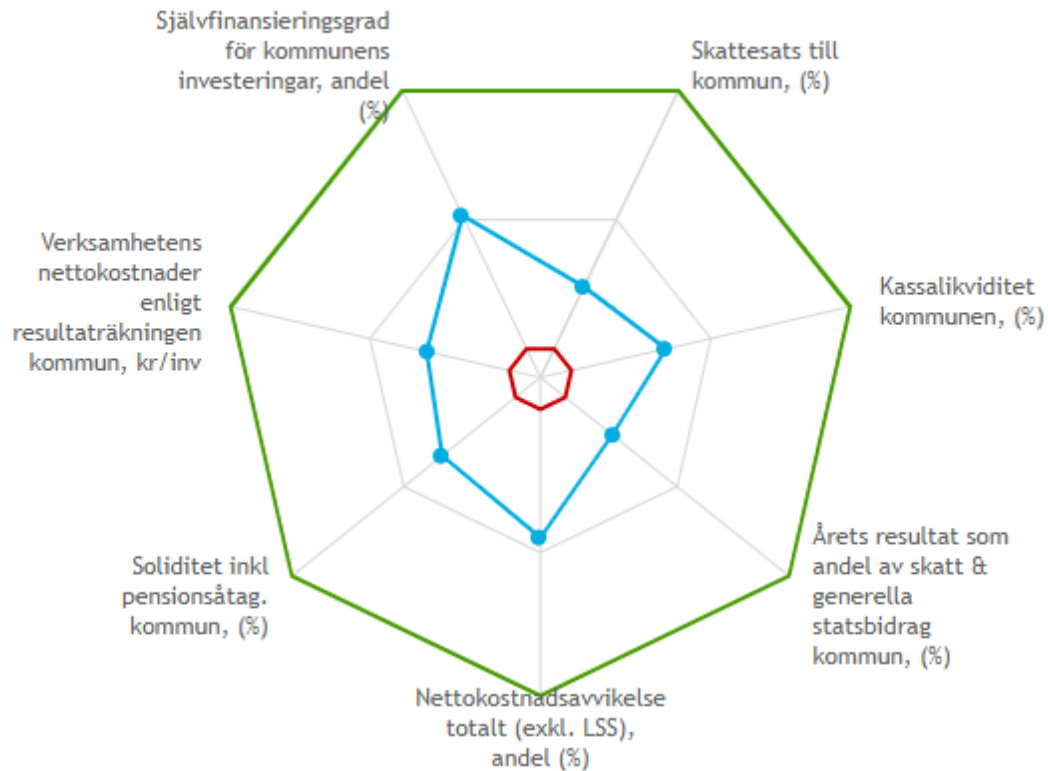 Självfinansieringsgrad
för kommunens
investeringar, andel
(%)
Skattesats till
kommun, (%)
Kassalikviditet
kommunen, (%)
Årets resultat som
andel av skatt &
generella
statsbidrag
kommun, (%)
Nettokostnadsavvikelse
totalt (exkl. LSS),
andel (%)
Soliditet inkl
pensionsåtag.
kommun, (%)
Verksamhetens
nettokostnader
enligt
resultaträkningen
kommun, kr/inv